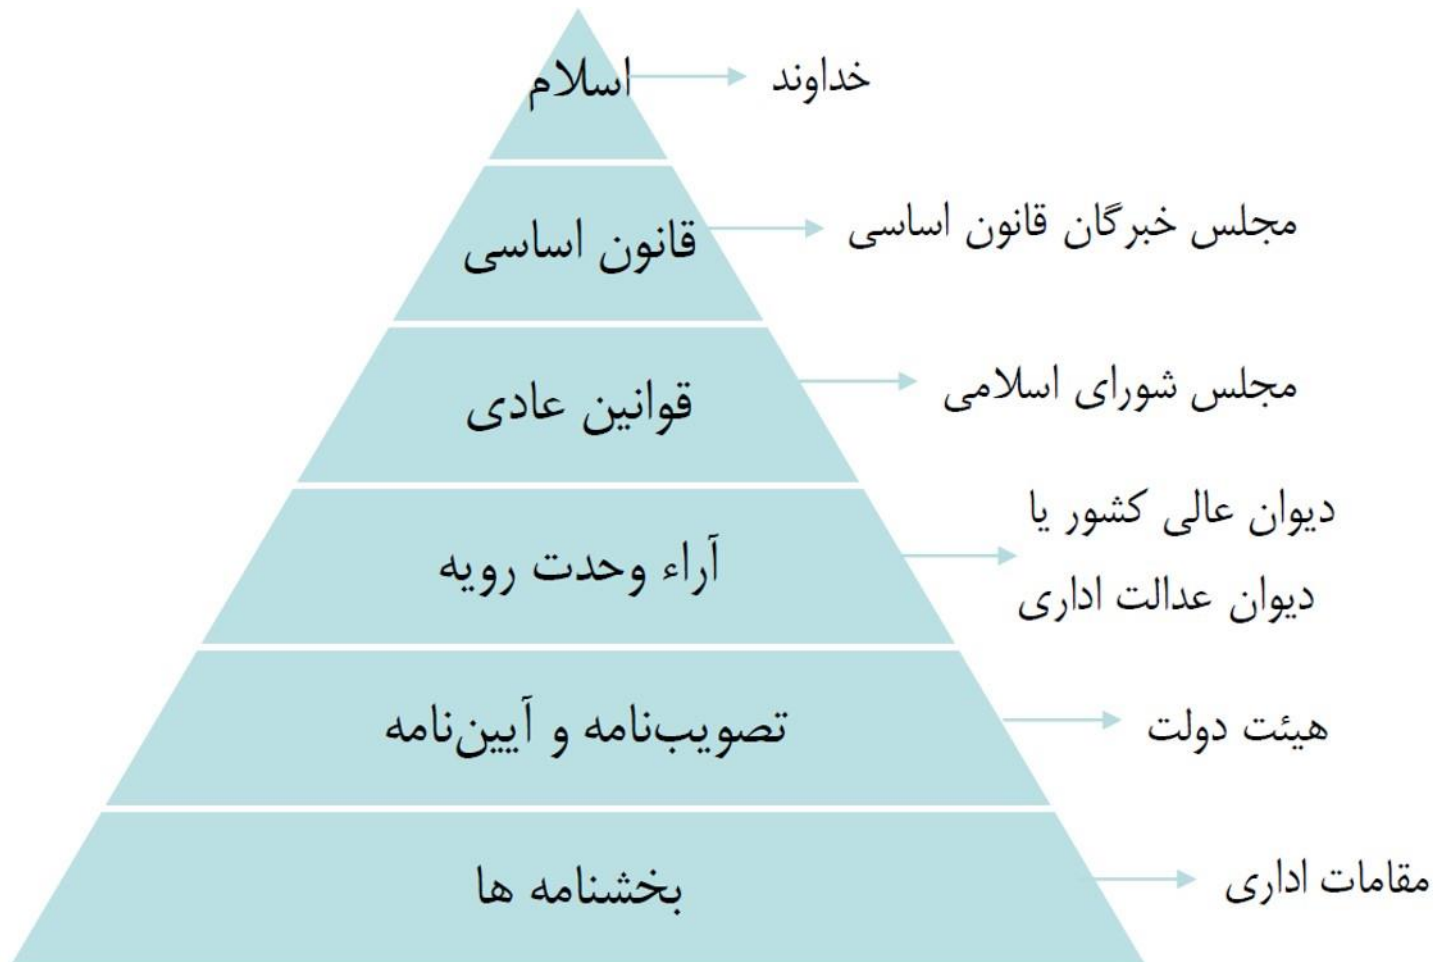 اسلام
خداوند
قانون اساسی
مجلس خبرگان قانون اساسی
قوانین عادی
مجلس شورای اسلامی
آراء وحدت رویه
دیوان عالی کشور یا
دیوان عدالت اداری
تصویب‌نامه و آیین‌نامه
هیئت دولت
بخشنامه ها
مقامات اداری